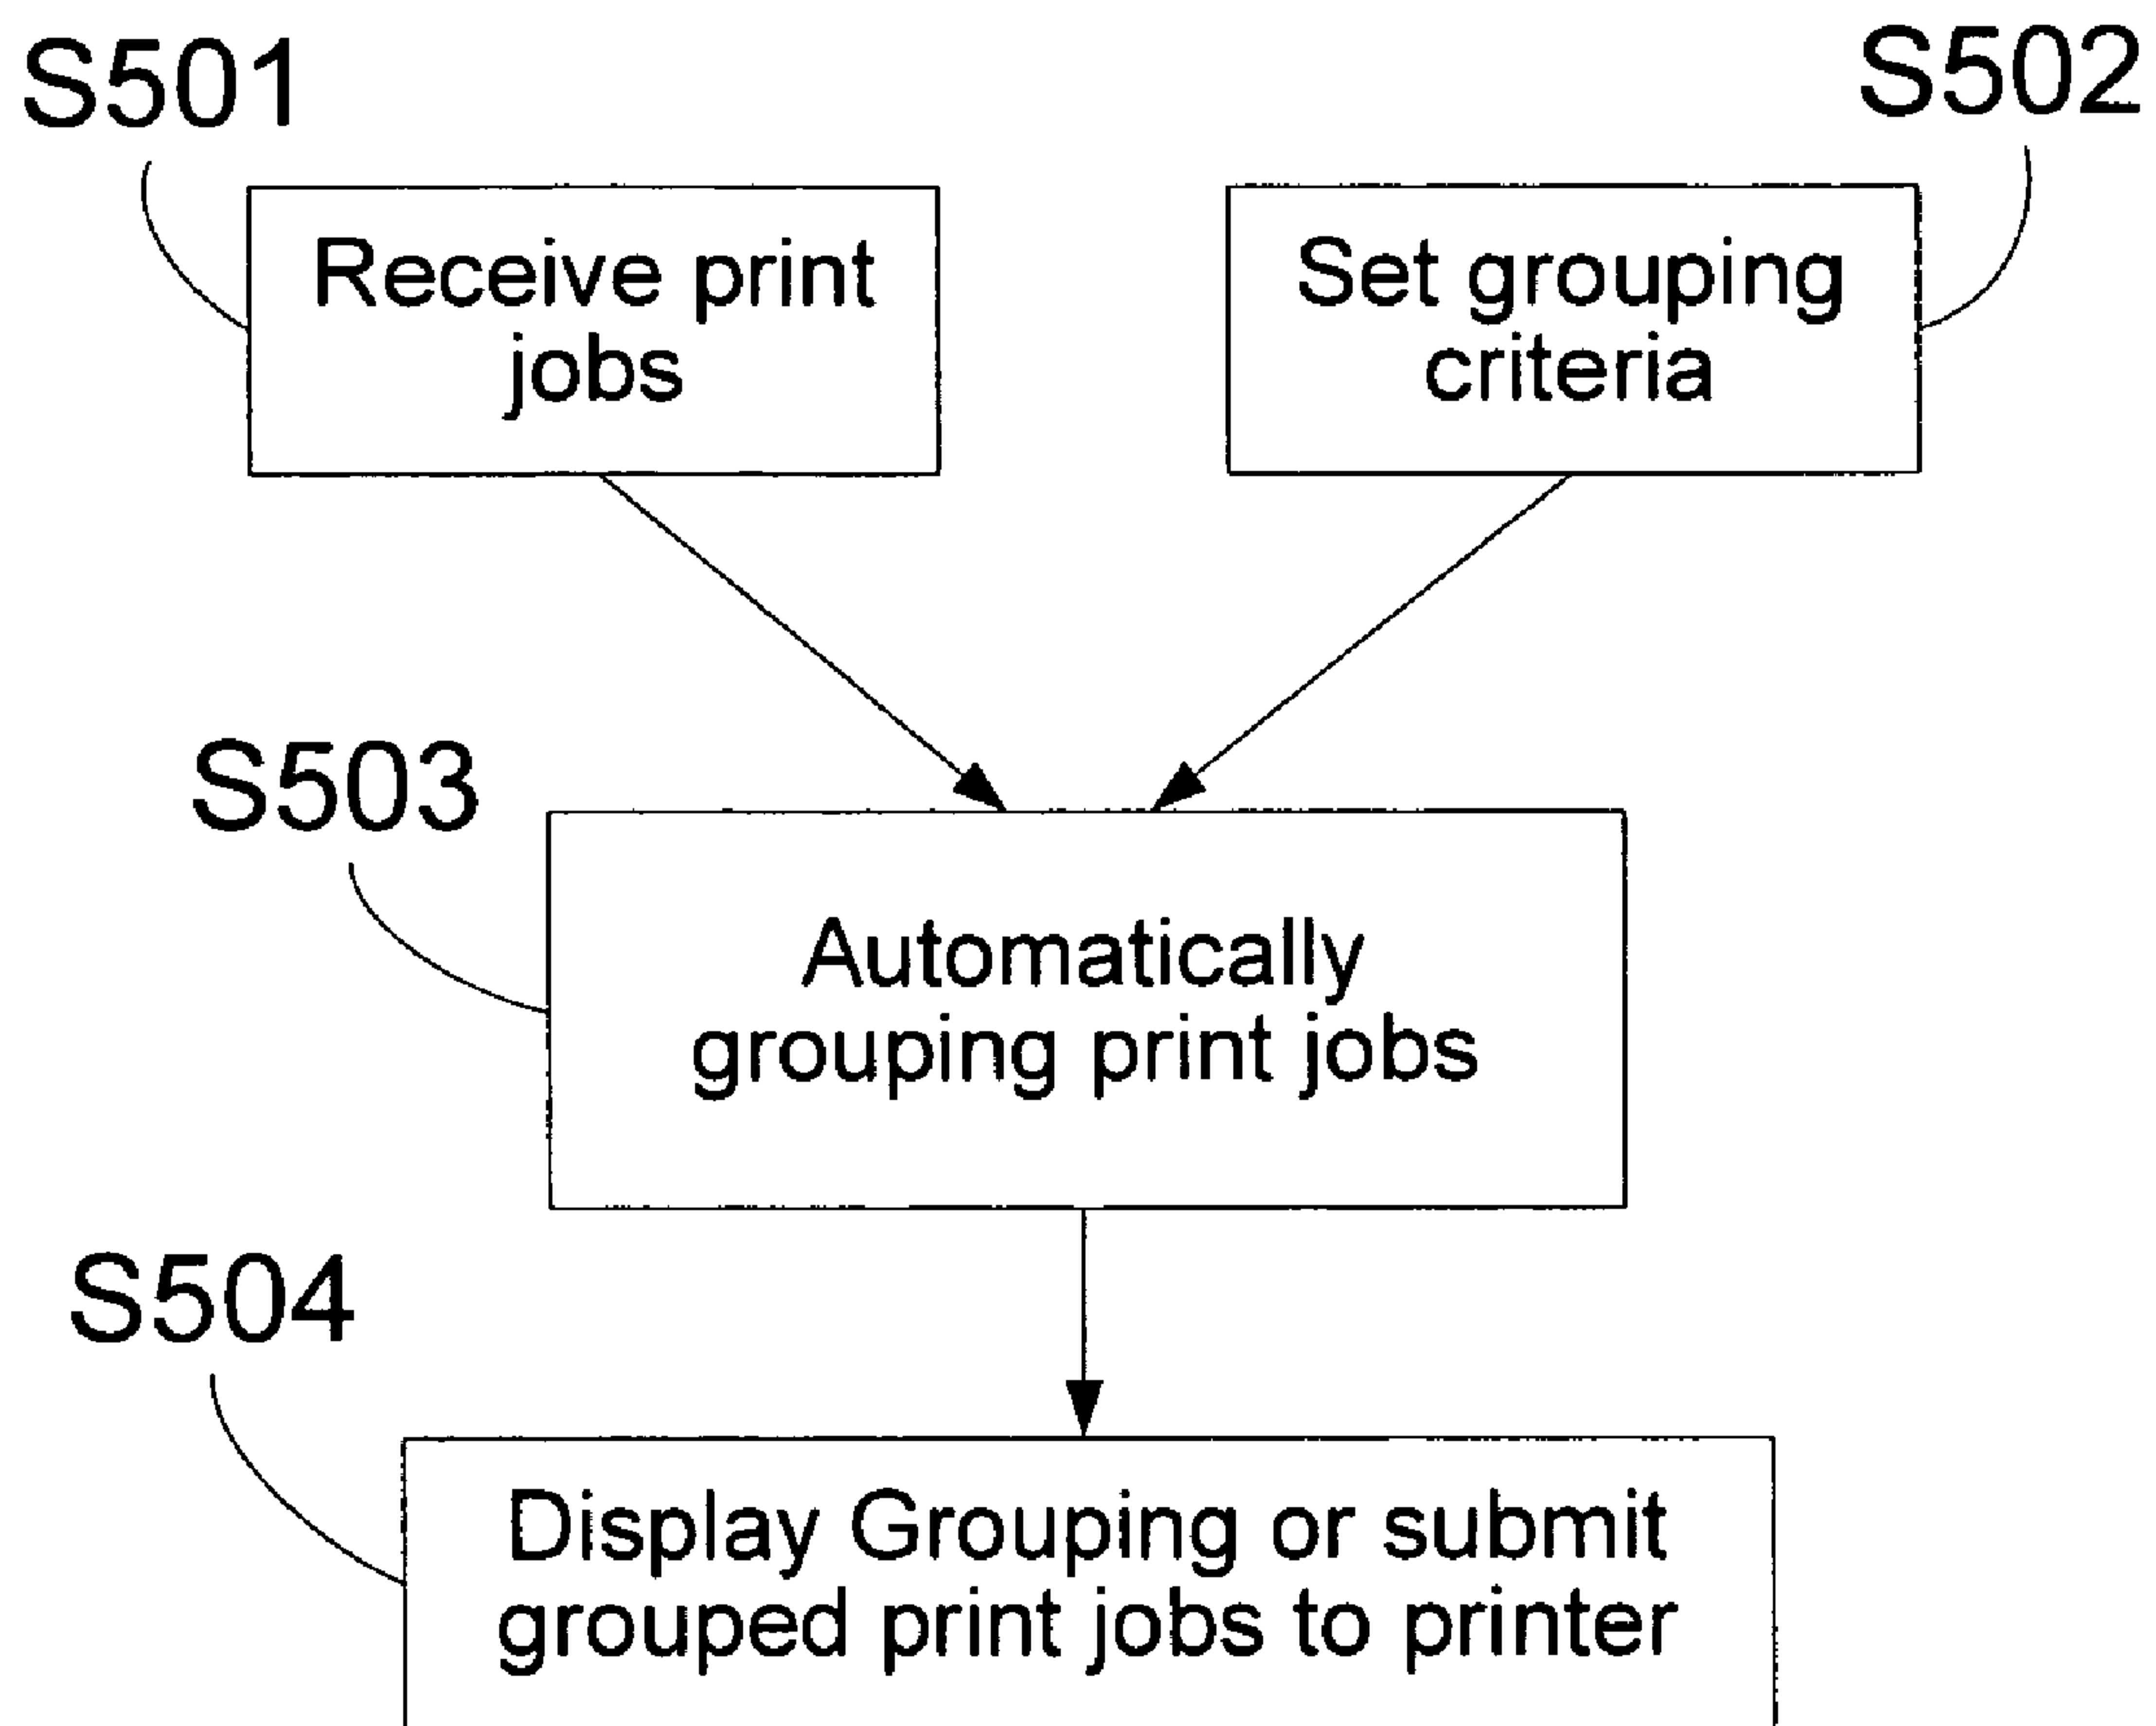 S501
S502
Receive print
jobs
Set grouping
criteria
S503
Automatically
grouping print jobs
S504
Display Grouping or submit
grouped print jobs to printer